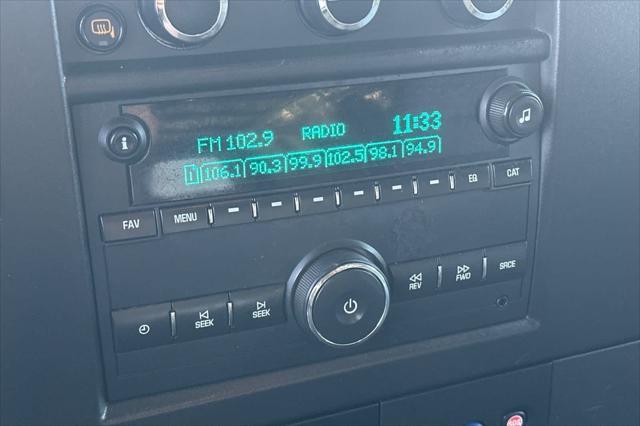 FM 102.9 RADIO 11:33
1 106.1 90.3 99.9 102.5 98.1 94.9
i
FAV MENU EQ CAT
SEEK SEEK REV FWD SRCE